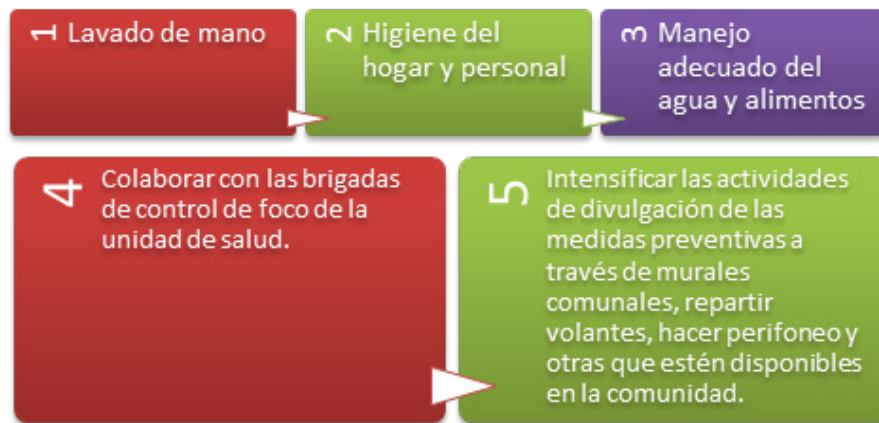 1 Lavado de mano
2 Higiene del
hogar y personal
3 Manejo
adecuado del
agua y alimentos
4 Colaborar con las brigadas
de control de foco de la
unidad de salud.
5 Intensificar las actividades
de divulgación de las
medidas preventivas a
través de murales
comunales, repartir
volantes, hacer perifoneo y
otras que estén disponibles
en la comunidad.